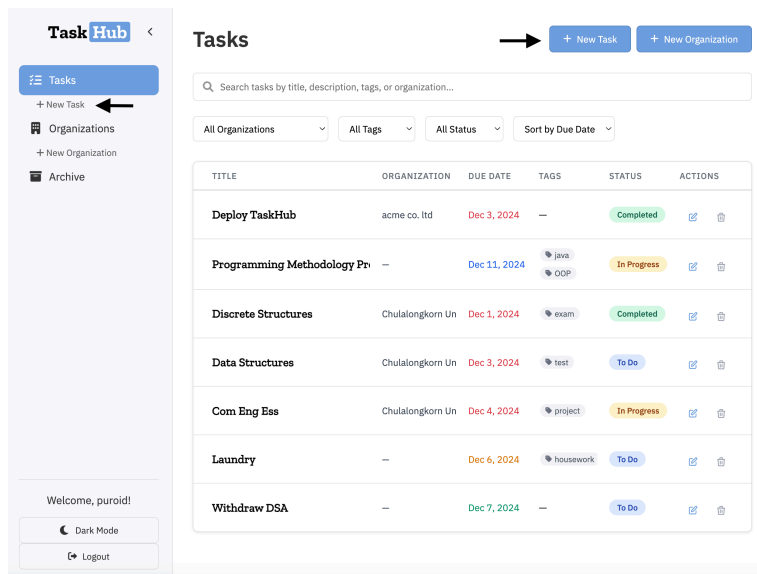 Task Hub
Tasks
+ New Task
Organizations
+ New Organization
Archive
Welcome, puroid!
Dark Mode
Logout
Tasks
+ New Task
+ New Organization
Search tasks by title, description, tags, or organization...
All Organizations
All Tags
All Status
Sort by Due Date
TITLE ORGANIZATION DUE DATE TAGS STATUS ACTIONS
Deploy TaskHub acme co. ltd Dec 3, 2024 — Completed
Programming Methodology Pr — Dec 11, 2024 java OOP In Progress
Discrete Structures Chulalongkorn Un Dec 1, 2024 exam Completed
Data Structures Chulalongkorn Un Dec 3, 2024 test To Do
Com Eng Ess Chulalongkorn Un Dec 4, 2024 project In Progress
Laundry — Dec 6, 2024 housework To Do
Withdraw DSA — Dec 7, 2024 — To Do